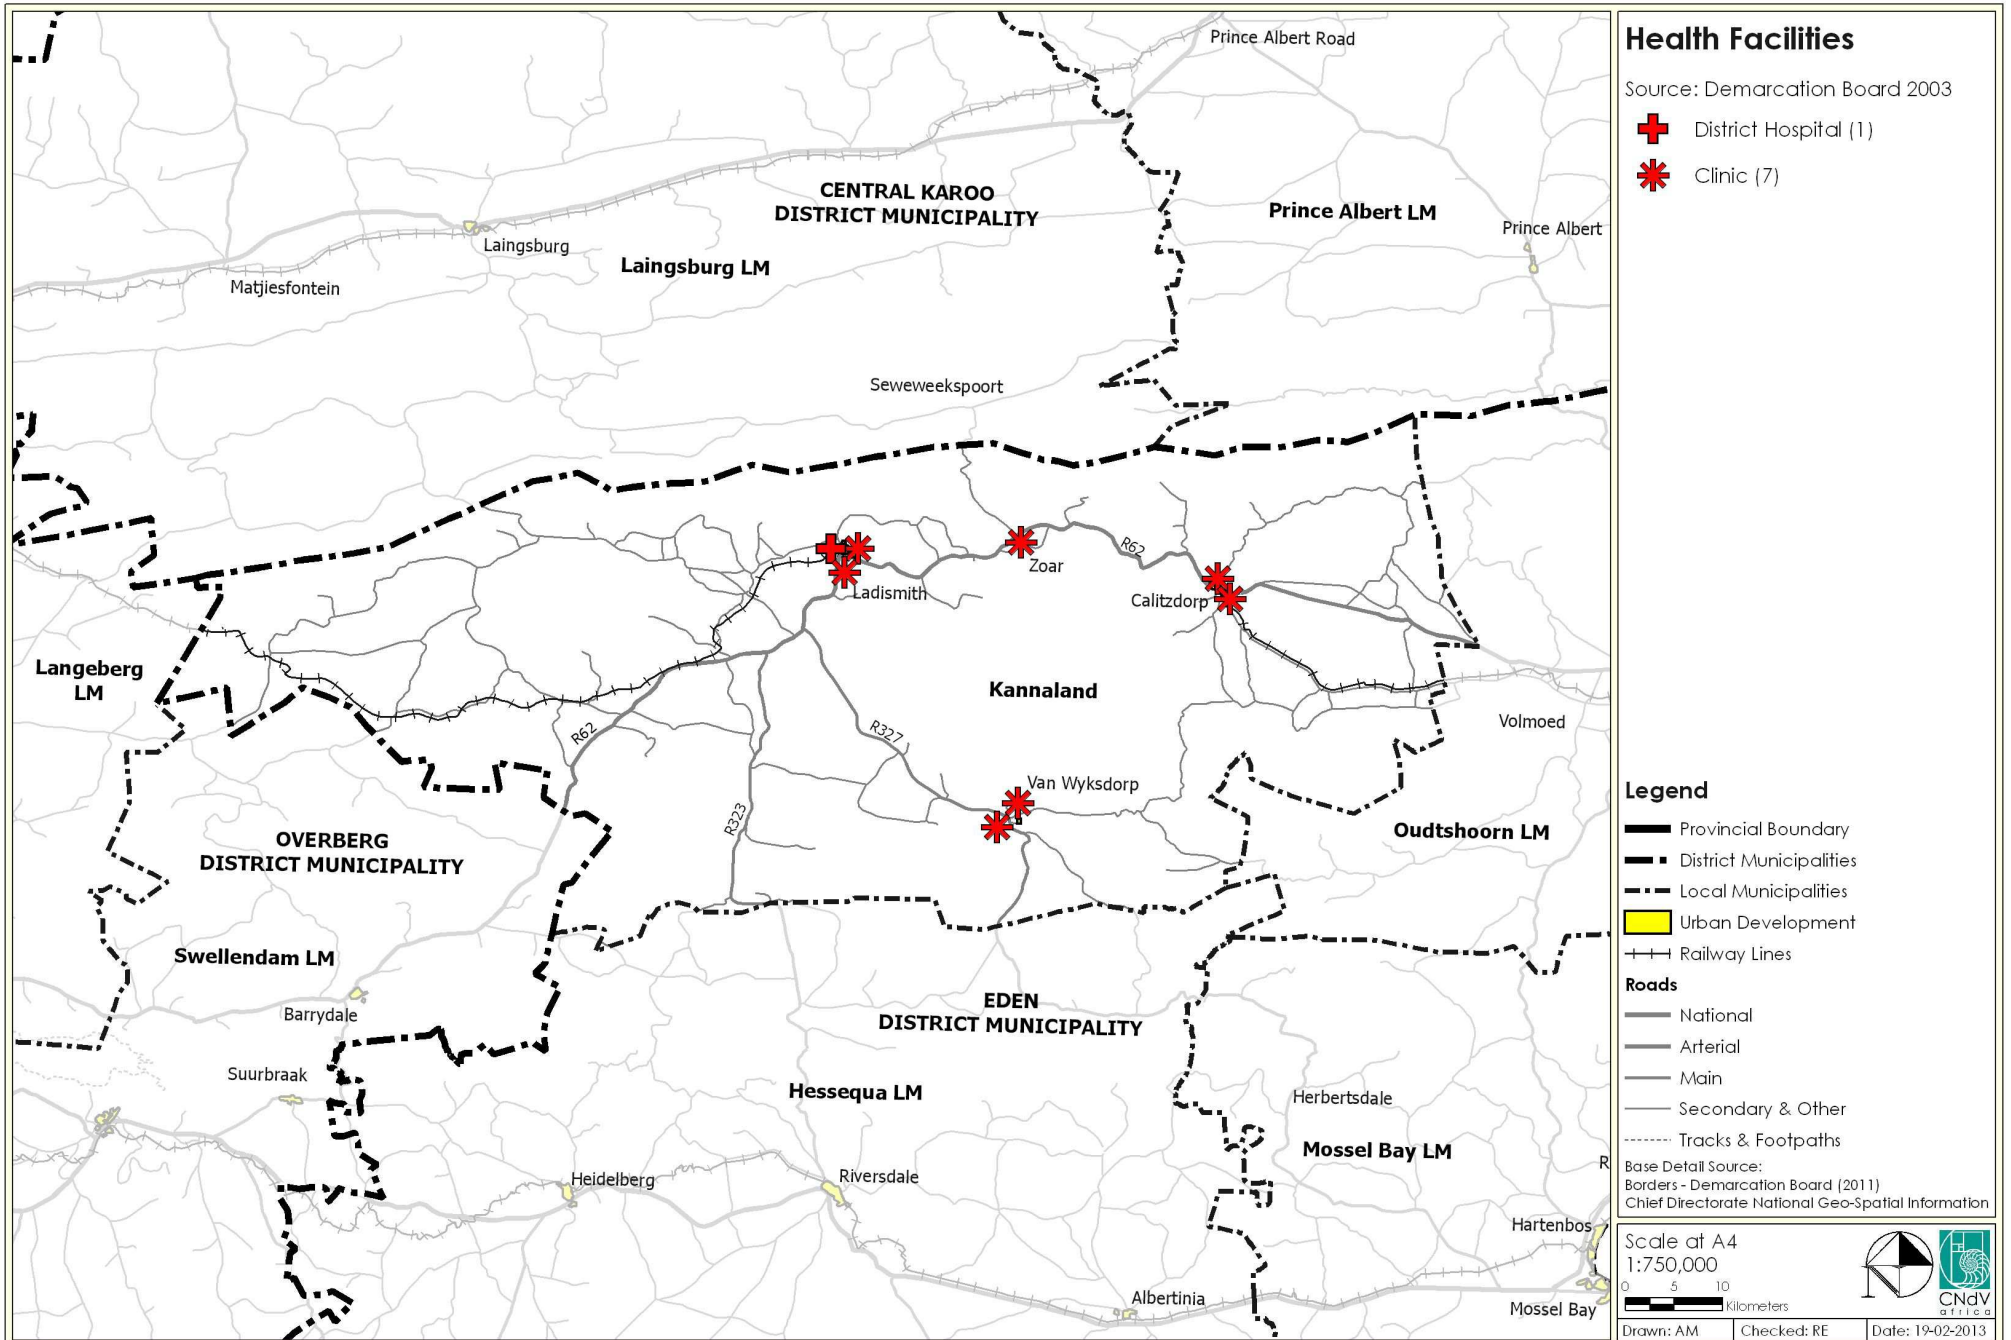 Prince Albert Road
CENTRAL KAROO
DISTRICT MUNICIPALITY
Prince Albert LM
Prince Albert
Laingsburg
Laingsburg LM
Matjiesfontein
Seweweekspoort
R62
Zoar
Ladismith
Calitzdorp
Langeberg
LM
Kannaland
Volmoed
R62
R327
Van Wyksdorp
R323
OVERBERG
DISTRICT MUNICIPALITY
Oudtshoorn LM
Swellendam LM
EDEN
DISTRICT MUNICIPALITY
Barrydale
Suurbraak
Hessequa LM
Herbertsdale
Mossel Bay LM
R
Heidelberg
Riversdale
Hartenbos
Albertinia
Mossel Bay
Health Facilities
Source: Demarcation Board 2003
District Hospital (1)
Clinic (7)
Legend
Provincial Boundary
District Municipalities
Local Municipalities
Urban Development
Railway Lines
Roads
National
Arterial
Main
Secondary & Other
Tracks & Footpaths
Base Detail Source:
Borders - Demarcation Board (2011)
Chief Directorate National Geo-Spatial Information
Scale at A4
1:750,000
0 5 10
Kilometers
N
CNdV
africa
Drawn: AM
Checked: RE
Date: 19-02-2013